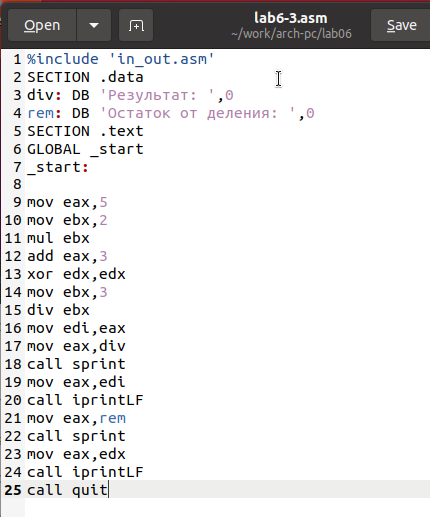 Open
lab6-3.asm
~/work/arch-pc/lab06
Save
1 %include 'in_out.asm'
2 SECTION .data
3 div: DB 'Результат: ',0
4 rem: DB 'Остаток от деления: ',0
5 SECTION .text
6 GLOBAL _start
7 _start:
8
9 mov eax,5
10 mov ebx,2
11 mul ebx
12 add eax,3
13 xor edx,edx
14 mov ebx,3
15 div ebx
16 mov edi,eax
17 mov eax,div
18 call sprint
19 mov eax,edi
20 call iprintLF
21 mov eax,rem
22 call sprint
23 mov eax,edx
24 call iprintLF
25 call quit